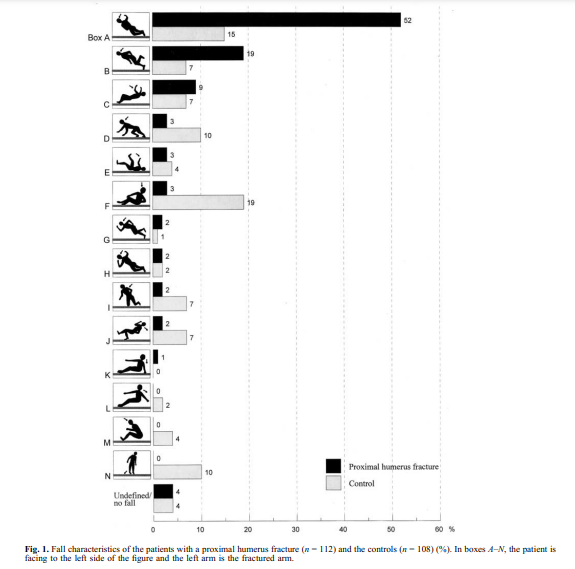 52
Box A
15
19
B
7
9
C
7
3
D
10
3
E
4
3
F
19
2
G
1
2
H
2
2
I
7
2
J
7
1
K
0
0
L
2
0
M
4
0
N
10
Proximal humerus fracture
Control
Undefined/
no fall
4
4
0 10 20 30 40 50 60 %
Fig. 1. Fall characteristics of the patients with a proximal humerus fracture (n = 112) and the controls (n = 108) (%). In boxes A–N, the patient is
facing to the left side of the figure and the left arm is the fractured arm.